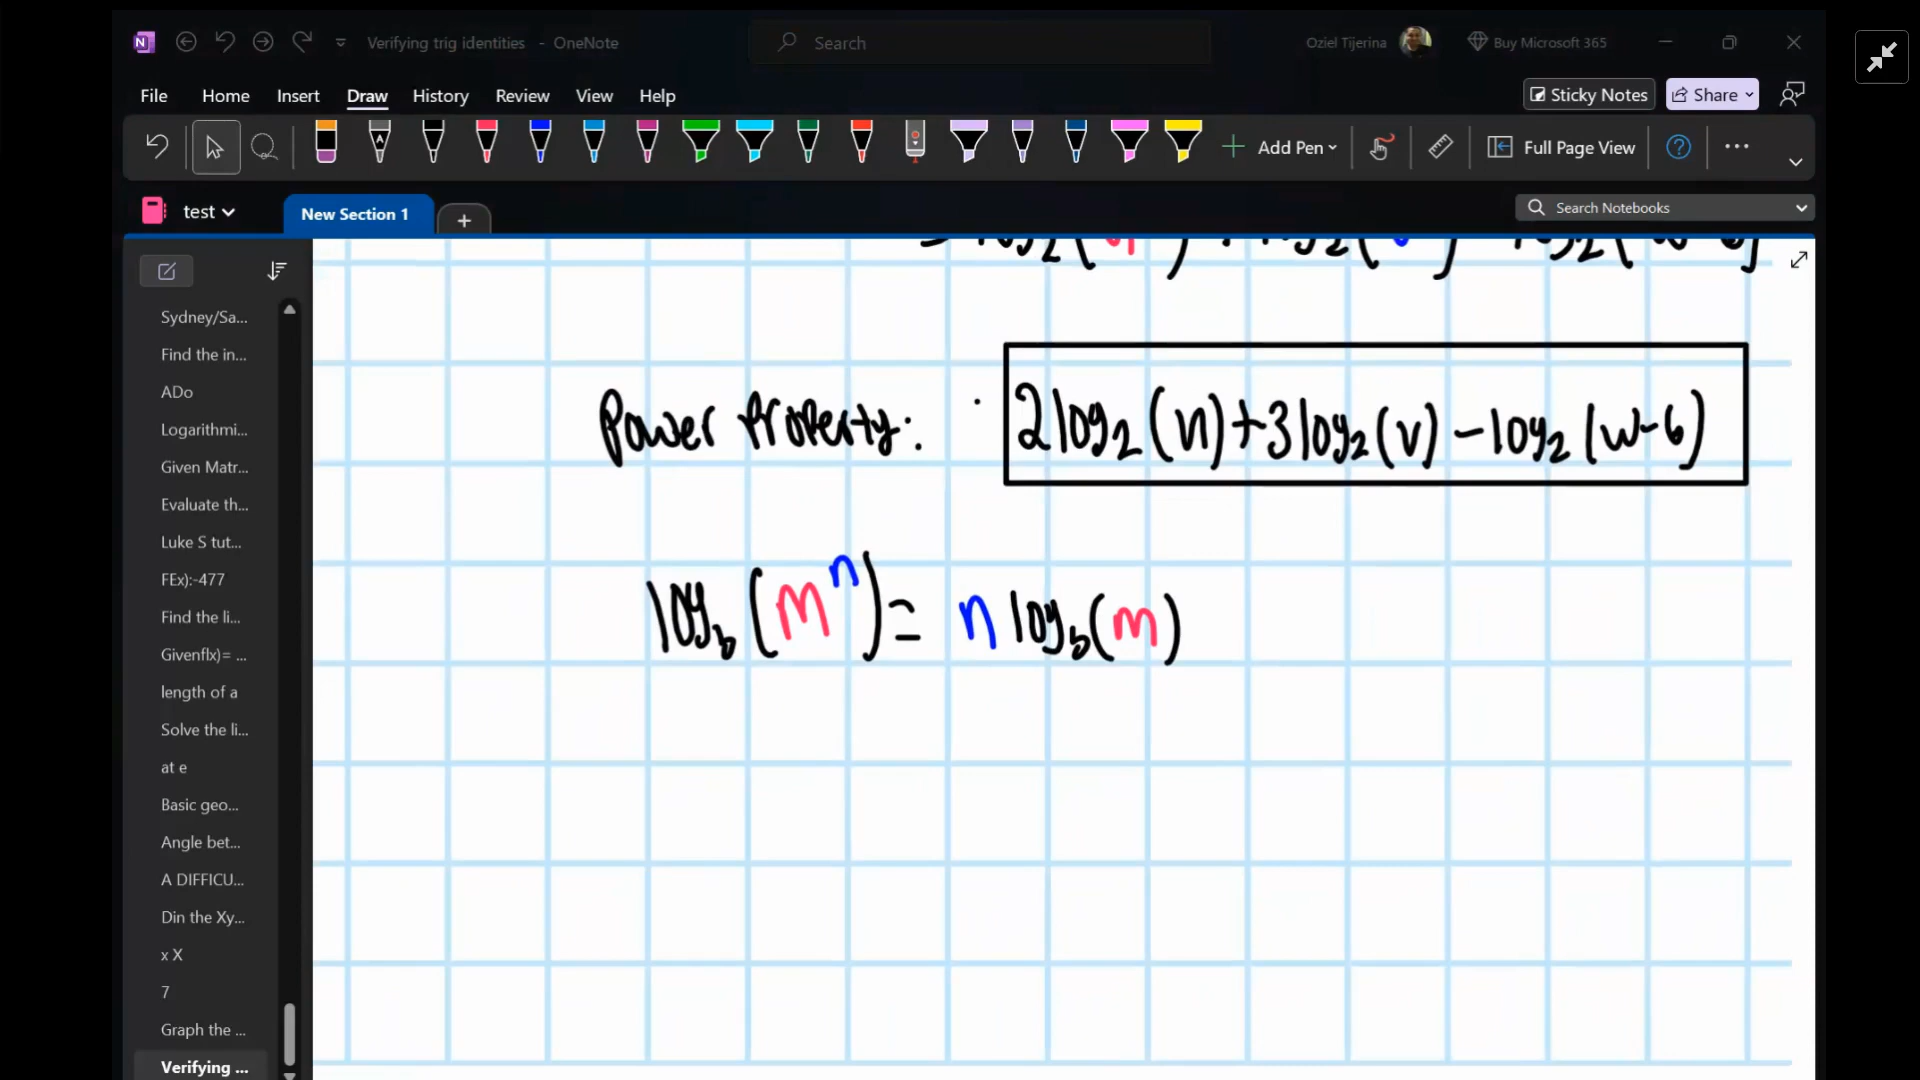 Verifying trig identities - OneNote
Search
Oziel Tijerina
Buy Microsoft 365
File Home Insert Draw History Review View Help
Sticky Notes
Share
Add Pen
Full Page View
test
New Section 1
Search Notebooks
Sydney/Sa...
Find the in...
ADo
Logarithmi...
Given Matr...
Evaluate th...
Luke S tut...
FEx):-477
Find the li...
Givenflx)= ...
length of a
Solve the li...
at e
Basic geo...
Angle bet...
A DIFFICU...
Din the Xy...
x X
7
Graph the ...
Verifying ...
Power Property: 2log₂(u)+3log₂(v)-log₂(w-6)
log_b(m^n)= n log_b(m)